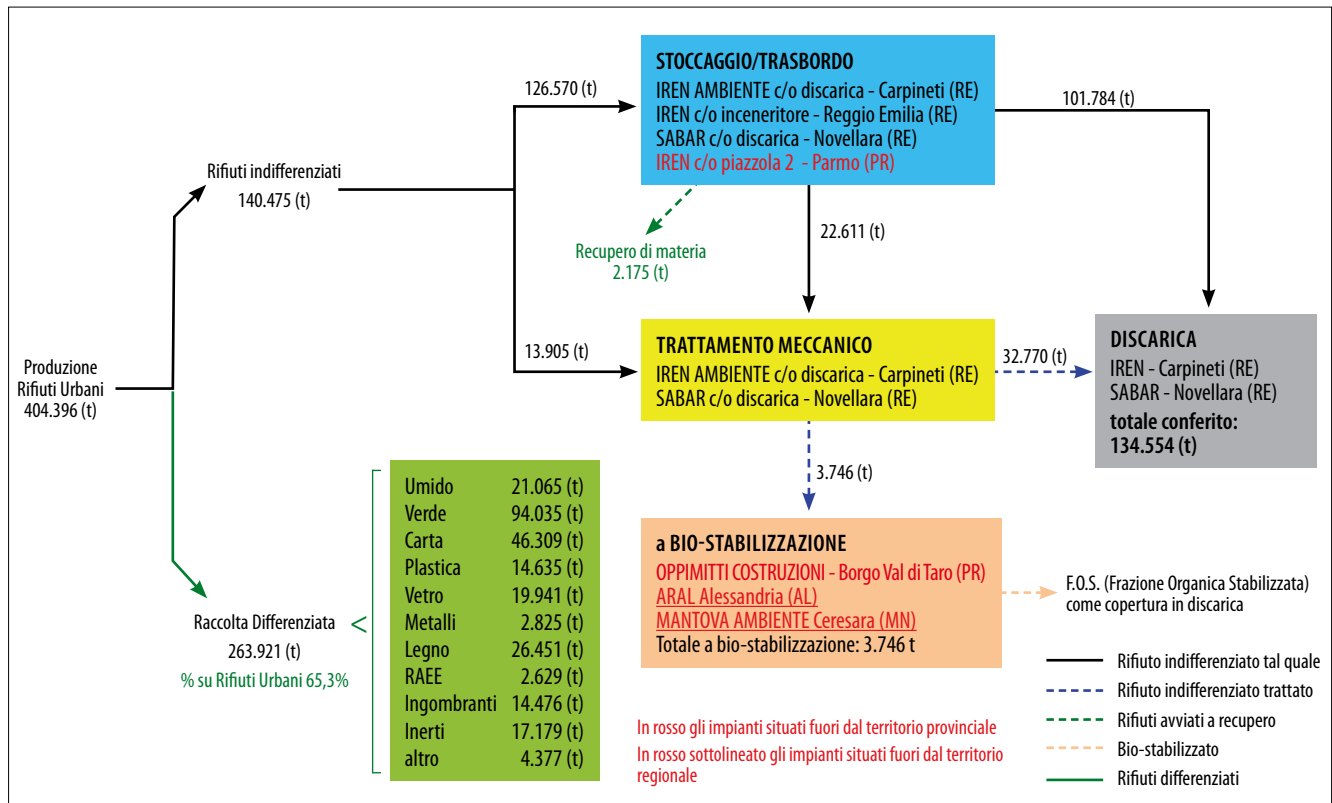 Produzione
Rifiuti Urbani
404.396 (t)
Rifiuti indifferenziati
140.475 (t)
126.570 (t)
13.905 (t)
STOCCAGGIO/TRASBORDO
IREN AMBIENTE c/o discarica - Carpineti (RE)
IREN c/o inceneritore - Reggio Emilia (RE)
SABAR c/o discarica - Novellara (RE)
IREN c/o piazzola 2 - Parmo (PR)
101.784 (t)
Recupero di materia
2.175 (t)
22.611 (t)
TRATTAMENTO MECCANICO
IREN AMBIENTE c/o discarica - Carpineti (RE)
SABAR c/o discarica - Novellara (RE)
32.770 (t)
DISCARICA
IREN - Carpineti (RE)
SABAR - Novellara (RE)
totale conferito:
134.554 (t)
3.746 (t)
a BIO-STABILIZZAZIONE
OPPIMITTI COSTRUZIONI - Borgo Val di Taro (PR)
ARAL Alessandria (AL)
MANTOVA AMBIENTE Ceresara (MN)
Totale a bio-stabilizzazione: 3.746 t
F.O.S. (Frazione Organica Stabilizzata)
come copertura in discarica
Raccolta Differenziata
263.921 (t)
% su Rifiuti Urbani 65,3%
<
Umido 21.065 (t)
Verde 94.035 (t)
Carta 46.309 (t)
Plastica 14.635 (t)
Vetro 19.941 (t)
Metalli 2.825 (t)
Legno 26.451 (t)
RAEE 2.629 (t)
Ingombranti 14.476 (t)
Inerti 17.179 (t)
altro 4.377 (t)
In rosso gli impianti situati fuori dal territorio provinciale
In rosso sottolineato gli impianti situati fuori dal territorio
regionale
Rifiuto indifferenziato tal quale
Rifiuto indifferenziato trattato
Rifiuti avviati a recupero
Bio-stabilizzato
Rifiuti differenziati